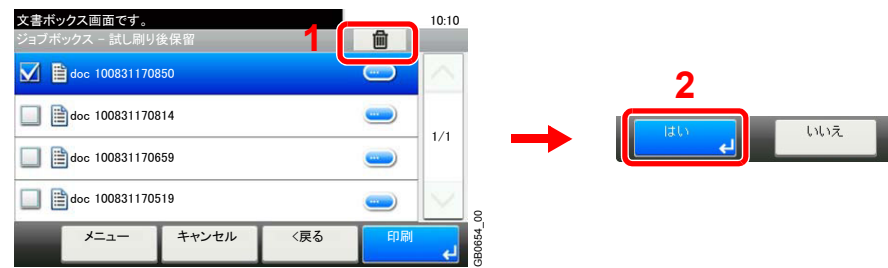 文書ボックス画面です。
10:10
ジョブボックス - 試し刷り後保留
1
doc 100831170850
doc 100831170814
1/1
doc 100831170659
doc 100831170519
メニュー
キャンセル
<戻る
印刷
GB0654_00
2
はい
いいえ